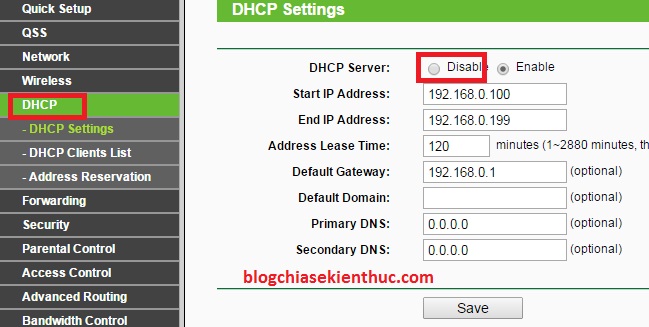 Quick Setup
QSS
Network
Wireless
DHCP
- DHCP Settings
- DHCP Clients List
- Address Reservation
Forwarding
Security
Parental Control
Access Control
Advanced Routing
Bandwidth Control
DHCP Settings
DHCP Server: Disable Enable
Start IP Address: 192.168.0.100
End IP Address: 192.168.0.199
Address Lease Time: 120 minutes (1~2880 minutes, th
Default Gateway: 192.168.0.1 (optional)
Default Domain: (optional)
Primary DNS: 0.0.0.0 (optional)
Secondary DNS: 0.0.0.0 (optional)
blogchiasekienthuc.com
Save